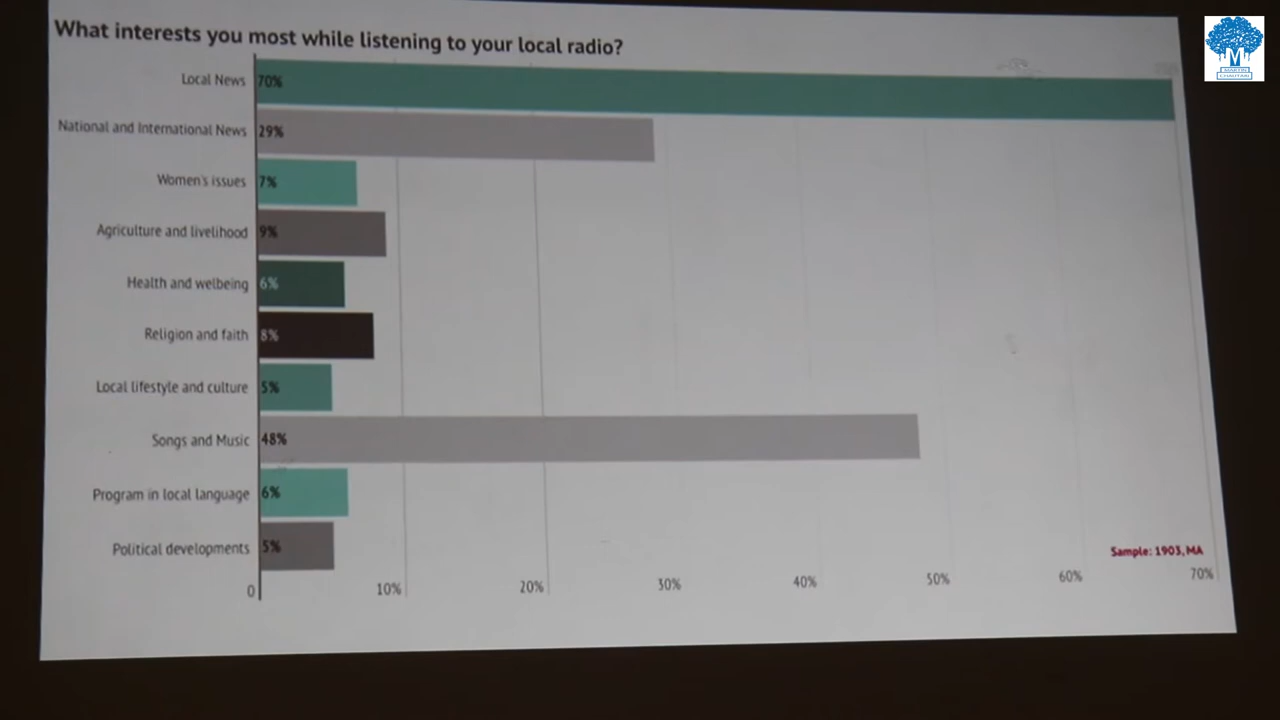 What interests you most while listening to your local radio?
Local News 70%
National and International News 29%
Women's issues 7%
Agriculture and livelihood 9%
Health and welbeing 6%
Religion and faith 8%
Local lifestyle and culture 5%
Songs and Music 48%
Program in local language 6%
Political developments 5%
Sample: 1903, MA
0 10% 20% 30% 40% 50% 60% 70%
M
MARTIN
CHAUTARI